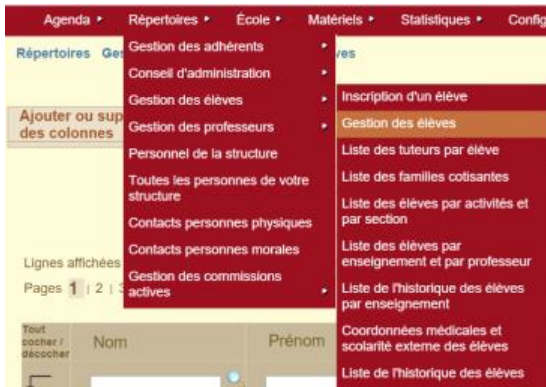 Agenda Répertoires École Matériels Statistiques Config
Répertoires Ges ves
Gestion des adhérents
Conseil d'administration
Gestion des élèves
Gestion des professeurs
Personnel de la structure
Toutes les personnes de votre
structure
Contacts personnes physiques
Contacts personnes morales
Gestion des commissions
actives
Inscription d'un élève
Gestion des élèves
Liste des tuteurs par élève
Liste des familles cotisantes
Liste des élèves par activités et
par section
Liste des élèves par
enseignement et par professeur
Liste de l'historique des élèves
par enseignement
Coordonnées médicales et
scolarité externe des élèves
Liste de l'historique des élèves
Ajouter ou sup
des colonnes
Lignes affichées
Pages 1 | 2 | 3
Tout
cocher /
décocher
Nom Prénom